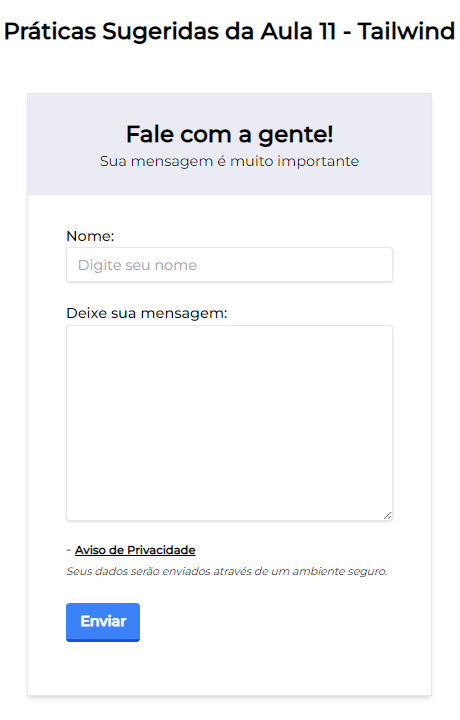 Práticas Sugeridas da Aula 11 - Tailwind
Fale com a gente!
Sua mensagem é muito importante
Nome:
Digite seu nome
Deixe sua mensagem:
- Aviso de Privacidade
Seus dados serão enviados através de um ambiente seguro.
Enviar